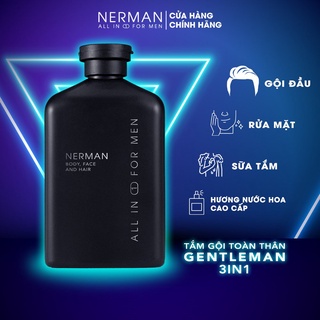 NERMAN
ALL IN FOR MEN
CỬA HÀNG
CHÍNH HÃNG
GỘI ĐẦU
RỬA MẶT
SỮA TẮM
HƯƠNG NƯỚC HOA
CAO CẤP
NERMAN
BODY, FACE
AND HAIR
ALL IN FOR MEN
TẮM GỘI TOÀN THÂN
GENTLEMAN
3IN1